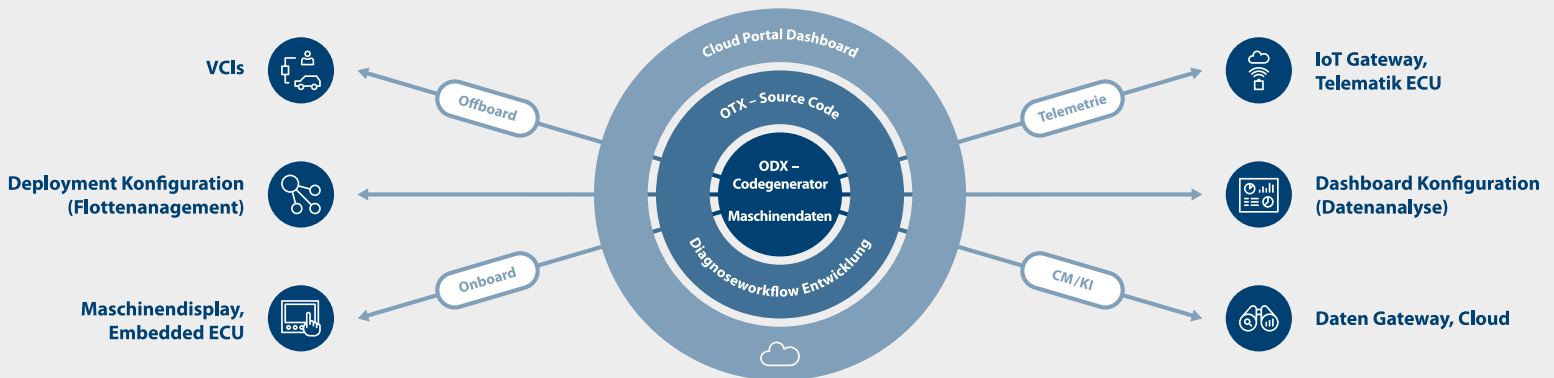 VCIs
Offboard
Deployment Konfiguration
(Flottenanagement)
Onboard
Maschinendisplay,
Embedded ECU
Cloud Portal Dashboard
OTX – Source Code
ODX –
Codegenerator
Maschinendaten
Diagnoseworkflow Entwicklung
Telemetrie
IoT Gateway,
Telematik ECU
Dashboard Konfiguration
(Datenanalyse)
CM/KI
Daten Gateway, Cloud